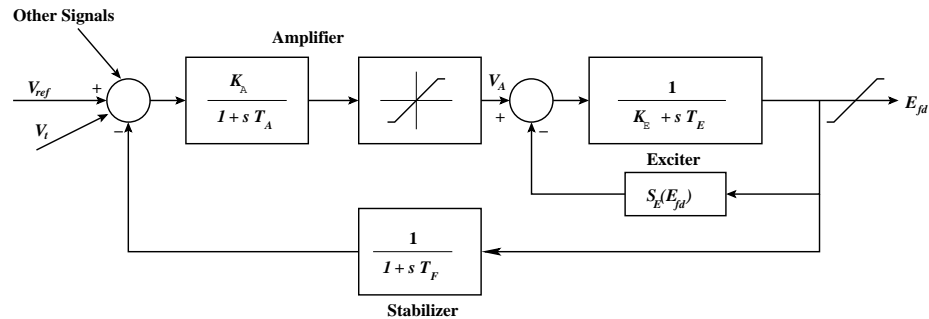 Other Signals
Amplifier
V_ref
+
V_t
−
K_A
1 + s T_A
V_A
+
−
1
K_E + s T_E
E_fd
Exciter
S_E(E_fd)
1
1 + s T_F
Stabilizer